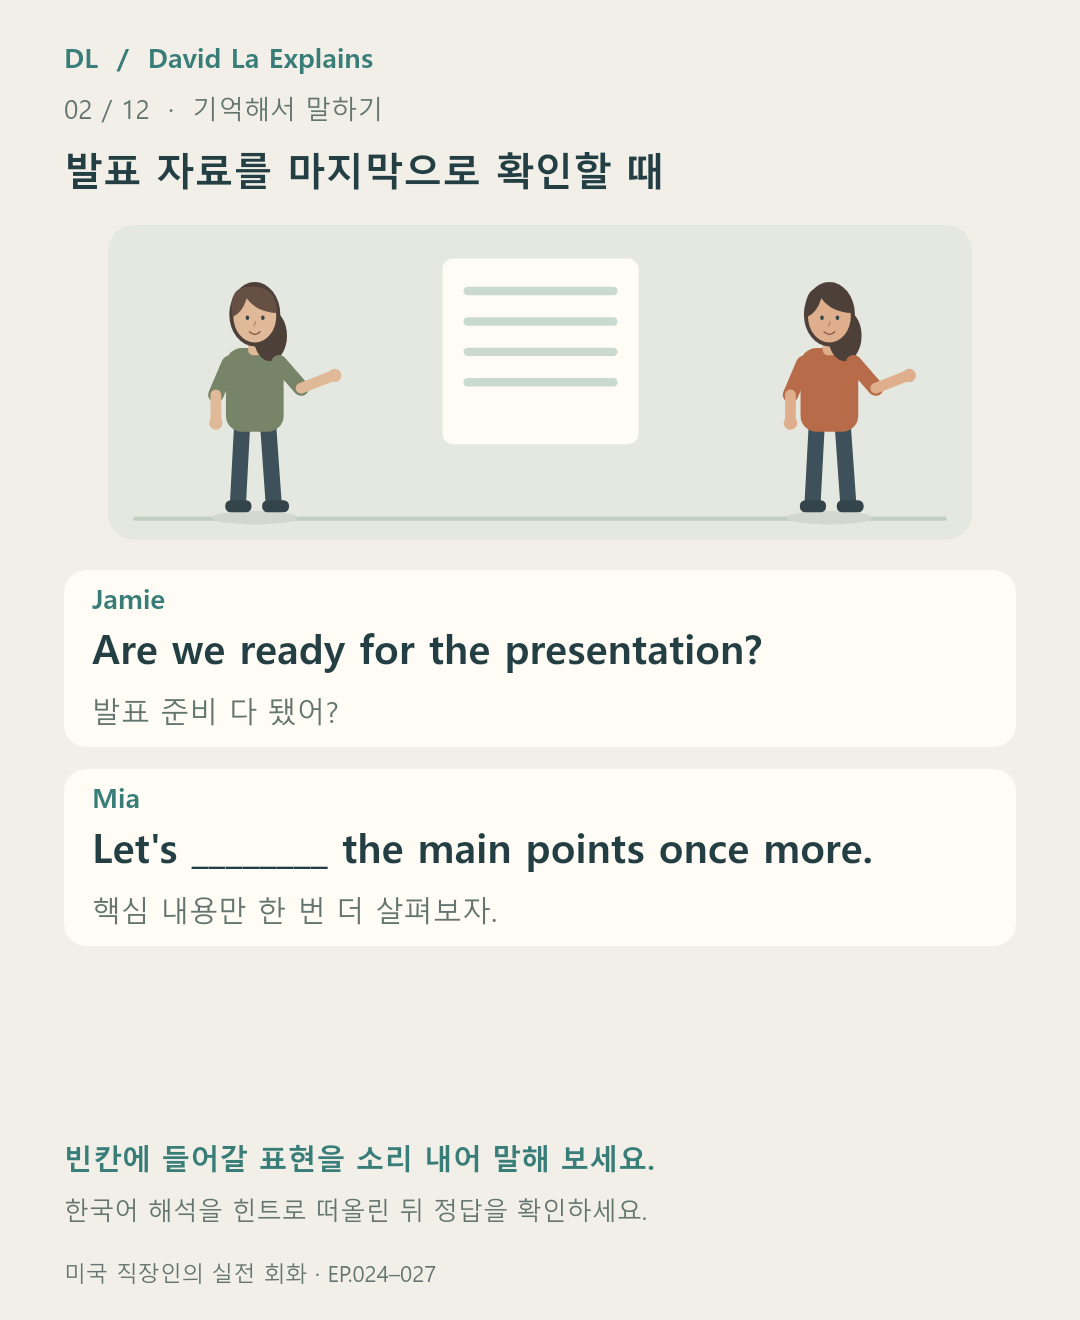 DL / David La Explains
02 / 12 · 기억해서 말하기
발표 자료를 마지막으로 확인할 때
Jamie
Are we ready for the presentation?
발표 준비 다 됐어?
Mia
Let's ________ the main points once more.
핵심 내용만 한 번 더 살펴보자.
빈칸에 들어갈 표현을 소리 내어 말해 보세요.
한국어 해석을 힌트로 떠올린 뒤 정답을 확인하세요.
미국 직장인의 실전 회화 · EP.024–027